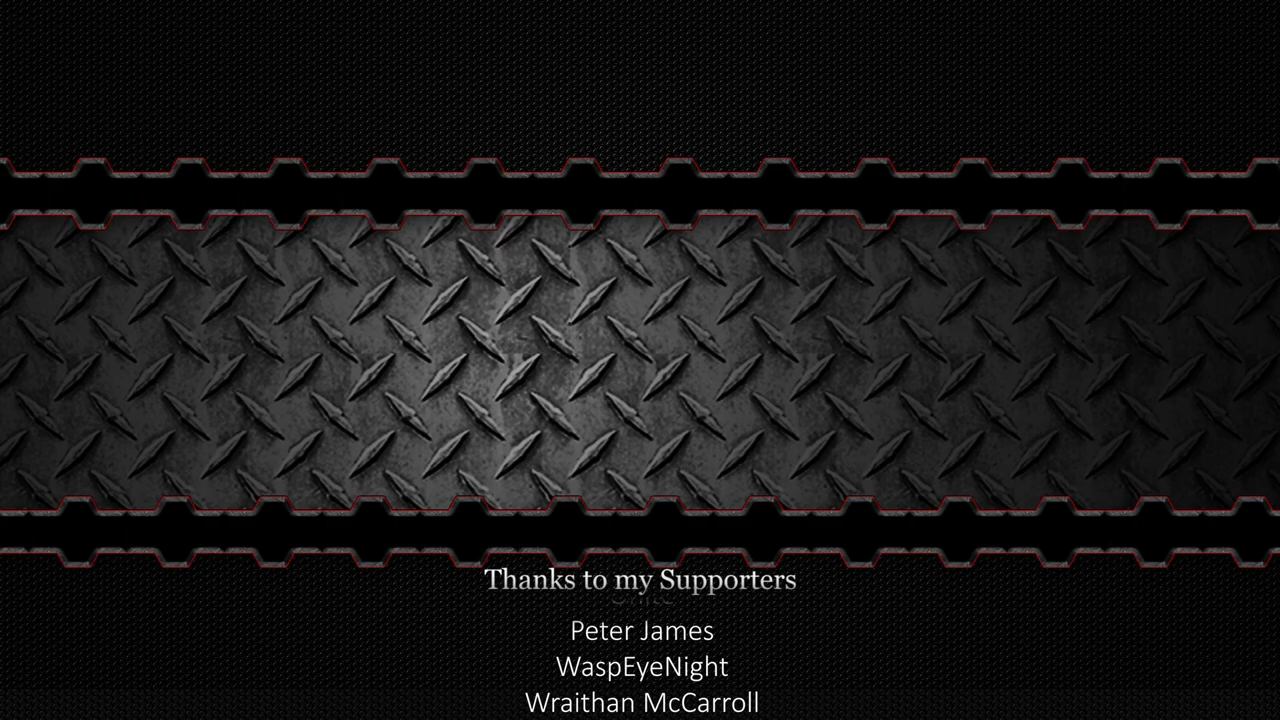 Thanks to my Supporters
Peter James
WaspEyeNight
Wraithan McCarroll